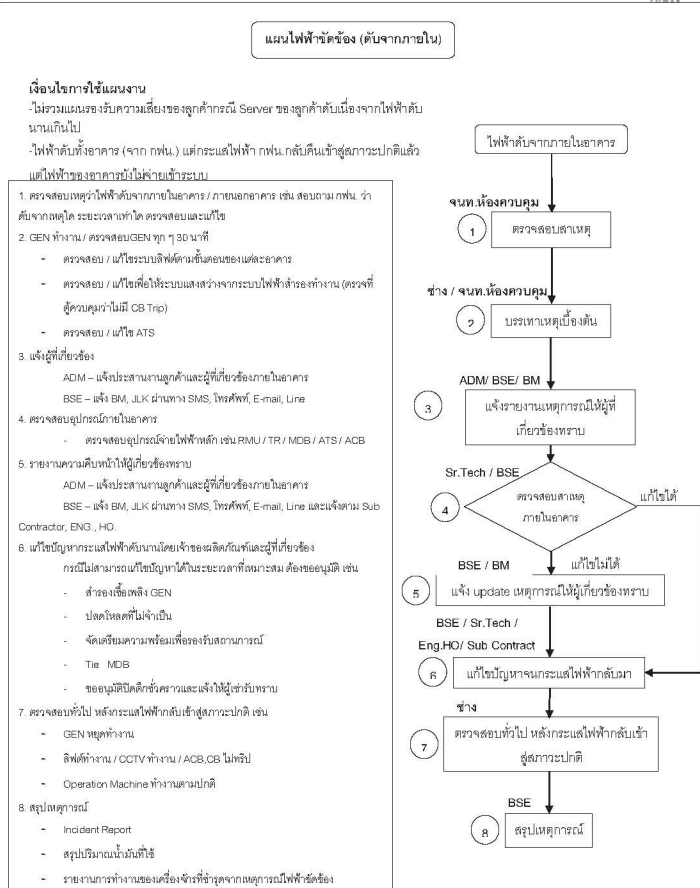 แผนไฟฟ้าขัดข้อง (ดับจากภายใน)
เงื่อนไขการใช้แผนงาน
-ไม่รวมแผนรองรับความเสี่ยงของลูกค้ากรณี Server ของลูกค้าดับเนื่องจากไฟฟ้าดับ
นานเกินไป
-ไฟฟ้าดับทั้งอาคาร (จาก กฟน.) แต่กระแสไฟฟ้า กฟน.กลับคืนเข้าสู่สภาวะปกติแล้ว
แต่ไฟฟ้าของอาคารยังไม่จ่ายเข้าระบบ
1. ตรวจสอบเหตุว่าไฟฟ้าดับจากภายในอาคาร / ภายนอกอาคาร เช่น สอบถาม กฟน. ว่า
ดับจากเหตุใด ระยะเวลาเท่าใด ตรวจสอบและแก้ไข
2. GEN ทำงาน / ตรวจสอบGEN ทุก ๆ 30 นาที
- ตรวจสอบ / แก้ไขระบบลิฟต์ตามขั้นตอนของแต่ละอาคาร
- ตรวจสอบ / แก้ไขเพื่อให้ระบบแสงสว่างจากระบบไฟฟ้าสำรองทำงาน (ตรวจที่
ตู้ควบคุมว่าไม่มี CB Trip)
- ตรวจสอบ / แก้ไข ATS
3. แจ้งผู้ที่เกี่ยวข้อง
ADM – แจ้งประสานงานลูกค้าและผู้ที่เกี่ยวข้องภายในอาคาร
BSE – แจ้ง BM, JLK ผ่านทาง SMS, โทรศัพท์, E-mail, Line
4. ตรวจสอบอุปกรณ์ภายในอาคาร
- ตรวจสอบอุปกรณ์จ่ายไฟฟ้าหลัก เช่น RMU / TR / MDB / ATS / ACB
5. รายงานความคืบหน้าให้ผู้เกี่ยวข้องทราบ
ADM – แจ้งประสานงานลูกค้าและผู้ที่เกี่ยวข้องภายในอาคาร
BSE – แจ้ง BM, JLK ผ่านทาง SMS, โทรศัพท์, E-mail, Line และแจ้งตาม Sub
Contractor, ENG., HO.
6. แก้ไขปัญหากระแสไฟฟ้าดับนานโดยเจ้าของผลิตภัณฑ์และผู้ที่เกี่ยวข้อง
กรณีไม่สามารถแก้ไขปัญหาได้ในระยะเวลาที่เหมาะสม ต้องขออนุมัติ เช่น
- สำรองเชื้อเพลิง GEN
- ปลดโหลดที่ไม่จำเป็น
- จัดเตรียมความพร้อมเพื่อรองรับสถานการณ์
- Tie MDB
- ขออนุมัติปิดตึกชั่วคราวและแจ้งให้ผู้เช่ารับทราบ
7. ตรวจสอบทั่วไป หลังกระแสไฟฟ้ากลับเข้าสู่สภาวะปกติ เช่น
- GEN หยุดทำงาน
- ลิฟต์ทำงาน / CCTV ทำงาน / ACB,CB ไม่ทริป
- Operation Machine ทำงานตามปกติ
8. สรุปเหตุการณ์
- Incident Report
- สรุปปริมาณน้ำมันที่ใช้
- รายงานการทำงานของเครื่องจักรที่ชำรุดจากเหตุการณ์ไฟฟ้าขัดข้อง
ไฟฟ้าดับจากภายในอาคาร
จนท.ห้องควบคุม
1 ตรวจสอบสาเหตุ
ช่าง / จนท.ห้องควบคุม
2 บรรเทาเหตุเบื้องต้น
ADM/ BSE/ BM
3 แจ้งรายงานเหตุการณ์ให้ผู้ที่
เกี่ยวข้องทราบ
Sr.Tech / BSE
4 ตรวจสอบสาเหตุ
ภายในอาคาร
แก้ไขได้
BSE / BM แก้ไขไม่ได้
5 แจ้ง update เหตุการณ์ให้ผู้เกี่ยวข้องทราบ
BSE / Sr.Tech /
Eng.HO/ Sub Contract
6 แก้ไขปัญหาจนกระแสไฟฟ้ากลับมา
ช่าง
7 ตรวจสอบทั่วไป หลังกระแสไฟฟ้ากลับเข้า
สู่สภาวะปกติ
BSE
8 สรุปเหตุการณ์